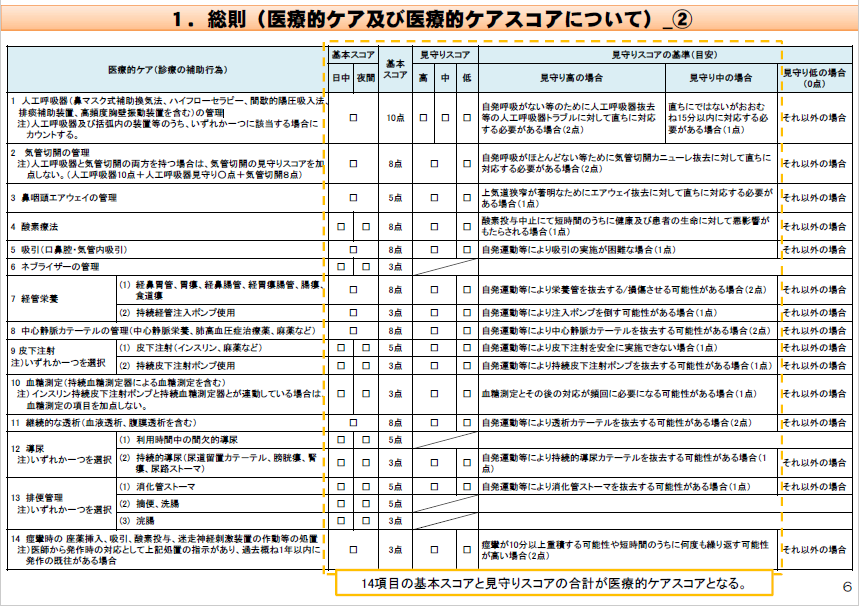 １．総則（医療的ケア及び医療的ケアスコアについて）_②
医療的ケア（診療の補助行為）
基本スコア
日中 夜間
基本
スコア
見守りスコア
高 中 低
見守りスコアの基準（目安）
見守り高の場合
見守り中の場合
見守り低の場合
（0点）
1 人工呼吸器（鼻マスク式補助換気法、ハイフローセラピー、間歇的陽圧吸入法、
排痰補助装置、高頻度胸壁振動装置を含む）の管理
注）人工呼吸器及び括弧内の装置等のうち、いずれか一つに該当する場合に
カウントする。
□ 10点 □ □ □
自発呼吸がない等のために人工呼吸器抜去
等の人工呼吸器トラブルに対して直ちに対応
する必要がある場合（2点）
直ちにではないがおおむ
ね15分以内に対応する必
要がある場合（1点）
それ以外の場合
2 気管切開の管理
注）人工呼吸器と気管切開の両方を持つ場合は、気管切開の見守りスコアを加
点しない。（人工呼吸器10点＋人工呼吸器見守り〇点＋気管切開8点）
□ 8点 □ □
自発呼吸がほとんどない等ために気管切開カニューレ抜去に対して直ちに
対応する必要がある場合（2点）
それ以外の場合
3 鼻咽頭エアウェイの管理
□ 5点 □ □
上気道狭窄が著明なためにエアウェイ抜去に対して直ちに対応する必要が
ある場合（1点）
それ以外の場合
4 酸素療法
□ □ 8点 □ □
酸素投与中止にて短時間のうちに健康及び患者の生命に対して悪影響が
もたらされる場合（1点）
それ以外の場合
5 吸引（口鼻腔・気管内吸引） □ 8点 □ □ 自発運動等により吸引の実施が困難な場合（1点） それ以外の場合
6 ネブライザーの管理 □ □ 3点
7 経管栄養
（1） 経鼻胃管、胃瘻、経鼻腸管、経胃瘻腸管、腸瘻、
食道瘻
□ 8点 □ □ 自発運動等により栄養管を抜去する/損傷させる可能性がある場合（2点） それ以外の場合
（2） 持続経管注入ポンプ使用 □ 3点 □ □ 自発運動等により注入ポンプを倒す可能性がある場合（1点） それ以外の場合
8 中心静脈カテーテルの管理（中心静脈栄養、肺高血圧症治療薬、麻薬など） □ 8点 □ □ 自発運動等により中心静脈カテーテルを抜去する可能性がある場合（2点） それ以外の場合
9 皮下注射
注）いずれか一つを選択
（1） 皮下注射（インスリン、麻薬など） □ □ 5点 □ □ 自発運動等により皮下注射を安全に実施できない場合（1点） それ以外の場合
（2） 持続皮下注射ポンプ使用 □ □ 3点 □ □ 自発運動等により持続皮下注射ポンプを抜去する可能性がある場合（1点） それ以外の場合
10 血糖測定（持続血糖測定器による血糖測定を含む）
注）インスリン持続皮下注射ポンプと持続血糖測定器とが連動している場合は、
血糖測定の項目を加点しない。
□ □ 3点 □ □ 血糖測定とその後の対応が頻回に必要になる可能性がある場合（1点） それ以外の場合
11 継続的な透析（血液透析、腹膜透析を含む） □ 8点 □ □ 自発運動等により透析カテーテルを抜去する可能性がある場合（2点） それ以外の場合
12 導尿
注）いずれか一つを選択
（1） 利用時間中の間欠的導尿 □ □ 5点
（2） 持続的導尿（尿道留置カテーテル、膀胱瘻、腎
瘻、尿路ストーマ）
□ □ 3点 □ □
自発運動等により持続的導尿カテーテルを抜去する可能性がある場合（1
点）
それ以外の場合
13 排便管理
注）いずれか一つを選択
（1） 消化管ストーマ □ □ 5点 □ □ 自発運動等により消化管ストーマを抜去する可能性がある場合（1点） それ以外の場合
（2） 摘便、洗腸 □ □ 5点
（3） 浣腸 □ □ 3点
14 痙攣時の 座薬挿入、吸引、酸素投与、迷走神経刺激装置の作動等の処置
注）医師から発作時の対応として上記処置の指示があり、過去概ね1年以内に
発作の既往がある場合
□ 3点 □ □
痙攣が10分以上重積する可能性や短時間のうちに何度も繰り返す可能性
が高い場合（2点）
それ以外の場合
14項目の基本スコアと見守りスコアの合計が医療的ケアスコアとなる。
6